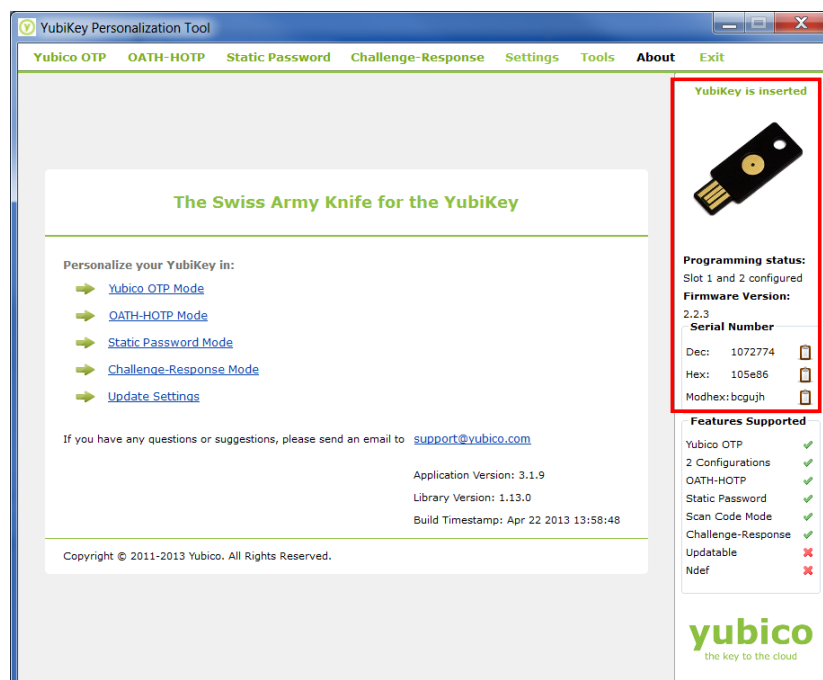 YubiKey Personalization Tool
Yubico OTP OATH-HOTP Static Password Challenge-Response Settings Tools About Exit
The Swiss Army Knife for the YubiKey
Personalize your YubiKey in:
Yubico OTP Mode
OATH-HOTP Mode
Static Password Mode
Challenge-Response Mode
Update Settings
If you have any questions or suggestions, please send an email to support@yubico.com
Application Version: 3.1.9
Library Version: 1.13.0
Build Timestamp: Apr 22 2013 13:58:48
Copyright © 2011-2013 Yubico. All Rights Reserved.
YubiKey is inserted
Programming status:
Slot 1 and 2 configured
Firmware Version:
2.2.3
Serial Number
Dec: 1072774
Hex: 105e86
Modhex: bcgujh
Features Supported
Yubico OTP
2 Configurations
OATH-HOTP
Static Password
Scan Code Mode
Challenge-Response
Updatable
Ndef
yubico
the key to the cloud